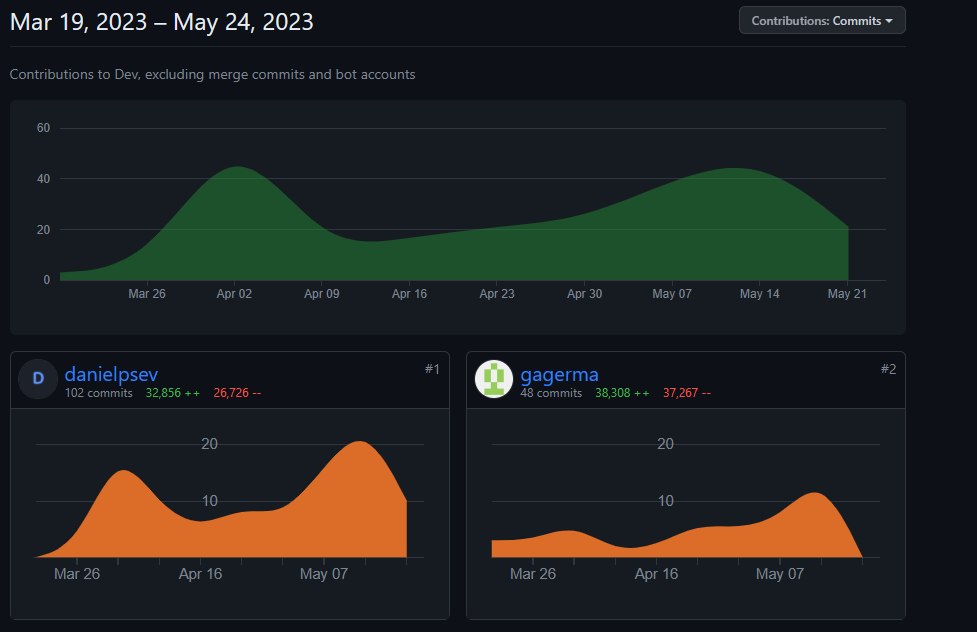 Mar 19, 2023 – May 24, 2023
Contributions: Commits
Contributions to Dev, excluding merge commits and bot accounts
60
40
20
0
Mar 26 Apr 02 Apr 09 Apr 16 Apr 23 Apr 30 May 07 May 14 May 21
D
danielpsev
#1
102 commits 32,856 ++ 26,726 --
20
10
Mar 26 Apr 16 May 07
gagerma
#2
48 commits 38,308 ++ 37,267 --
20
10
Mar 26 Apr 16 May 07